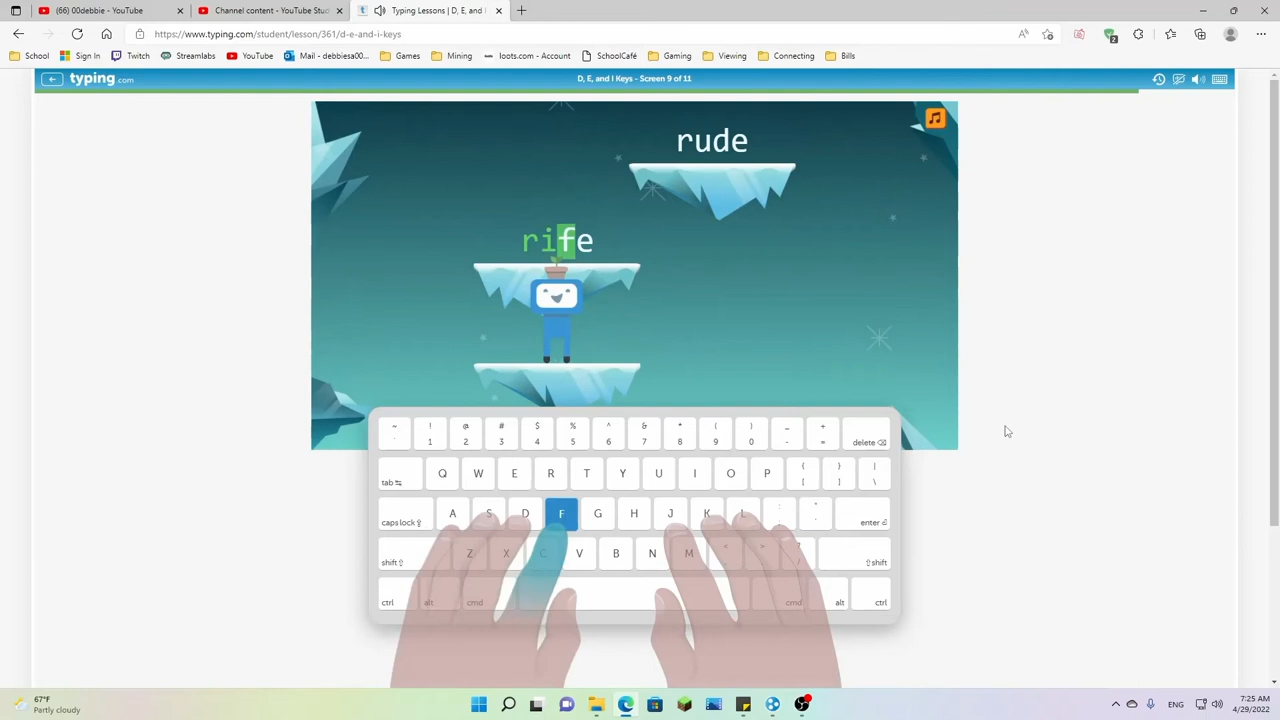 (66) 00debbie - YouTube
Channel content - YouTube Stud
Typing Lessons | D, E, and I
https://www.typing.com/student/lesson/361/d-e-and-i-keys
School
Sign In
Twitch
Streamlabs
YouTube
Mail - debbiesa00...
Games
Mining
loots.com - Account
SchoolCafé
Gaming
Viewing
Connecting
Bills
typing.com
D, E, and I Keys - Screen 9 of 11
rude
rife
~ ! @ # $ % ^ & * ( ) _ +
` 1 2 3 4 5 6 7 8 9 0 - = delete
tab Q W E R T Y U I O P { } |
[ ] \
caps lock A S D F G H J K L : "
enter
shift Z X C V B N M < > ?
shift
ctrl alt cmd cmd alt ctrl
67°F
Partly cloudy
2
ENG
7:25 AM
4/29/2022